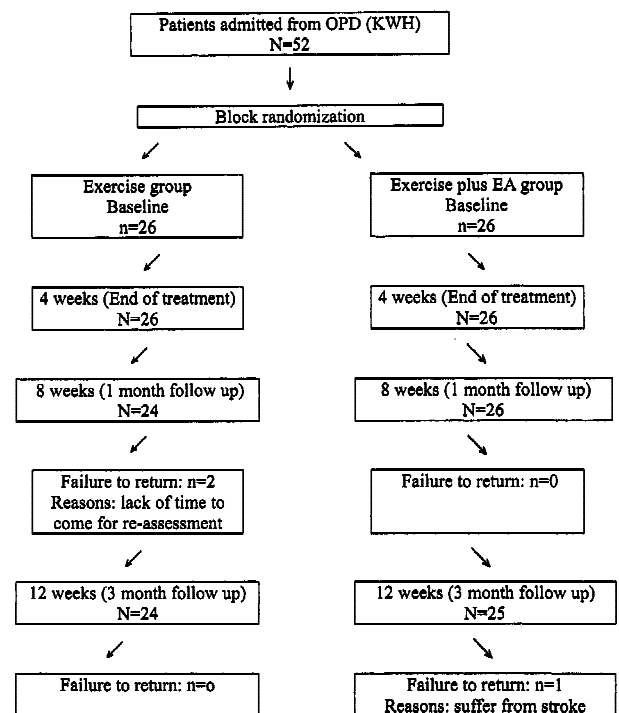 Patients admitted from OPD (KWH)
N=52
Block randomization
Exercise group
Baseline
n=26
Exercise plus EA group
Baseline
n=26
4 weeks (End of treatment)
N=26
4 weeks (End of treatment)
N=26
8 weeks (1 month follow up)
N=24
8 weeks (1 month follow up)
N=26
Failure to return: n=2
Reasons: lack of time to
come for re-assessment
Failure to return: n=0
12 weeks (3 month follow up)
N=24
12 weeks (3 month follow up)
N=25
Failure to return: n=o
Failure to return: n=1
Reasons: suffer from stroke